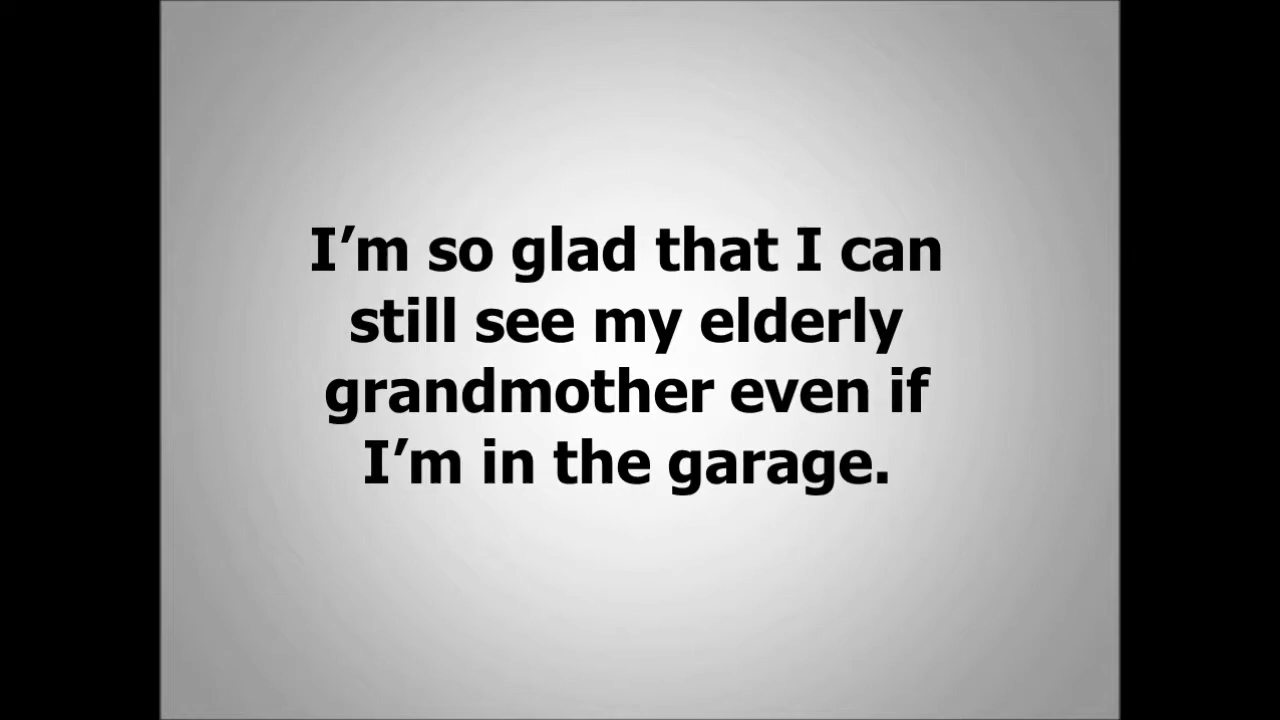 I’m so glad that I can
still see my elderly
grandmother even if
I’m in the garage.